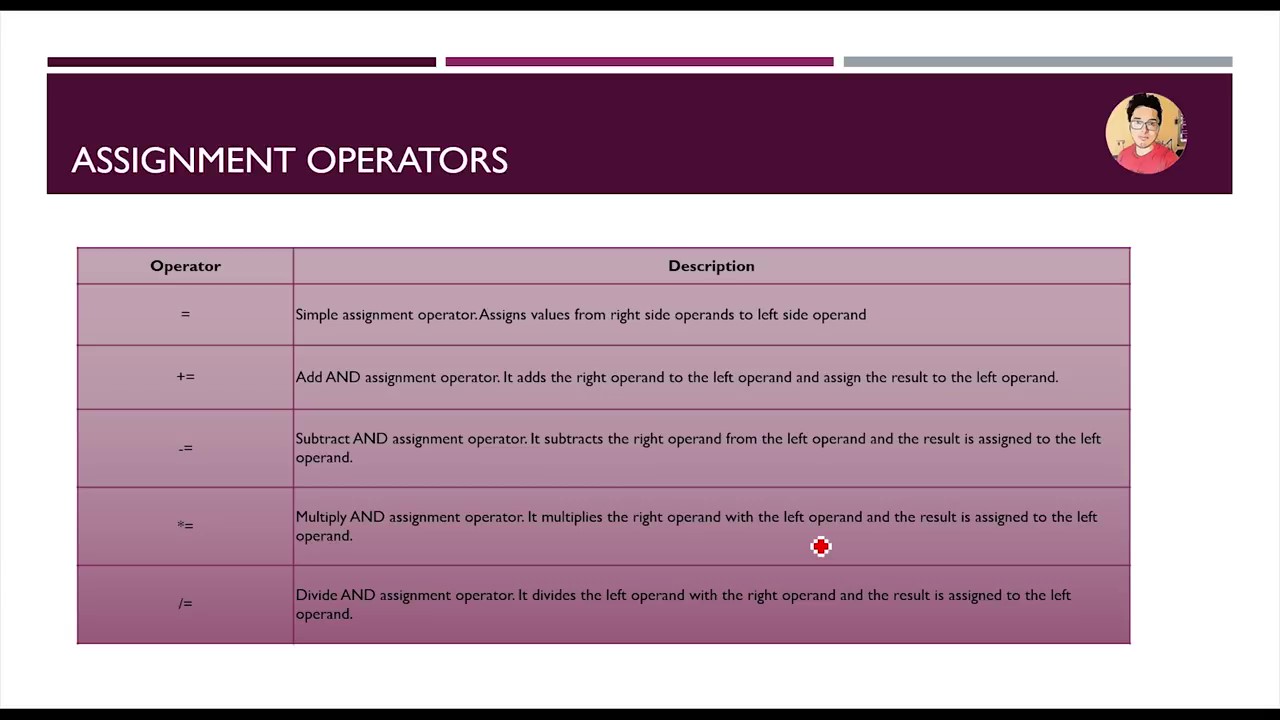 ASSIGNMENT OPERATORS
Operator
Description
=
Simple assignment operator. Assigns values from right side operands to left side operand
+=
Add AND assignment operator. It adds the right operand to the left operand and assign the result to the left operand.
-=
Subtract AND assignment operator. It subtracts the right operand from the left operand and the result is assigned to the left
operand.
*=
Multiply AND assignment operator. It multiplies the right operand with the left operand and the result is assigned to the left
operand.
/=
Divide AND assignment operator. It divides the left operand with the right operand and the result is assigned to the left
operand.